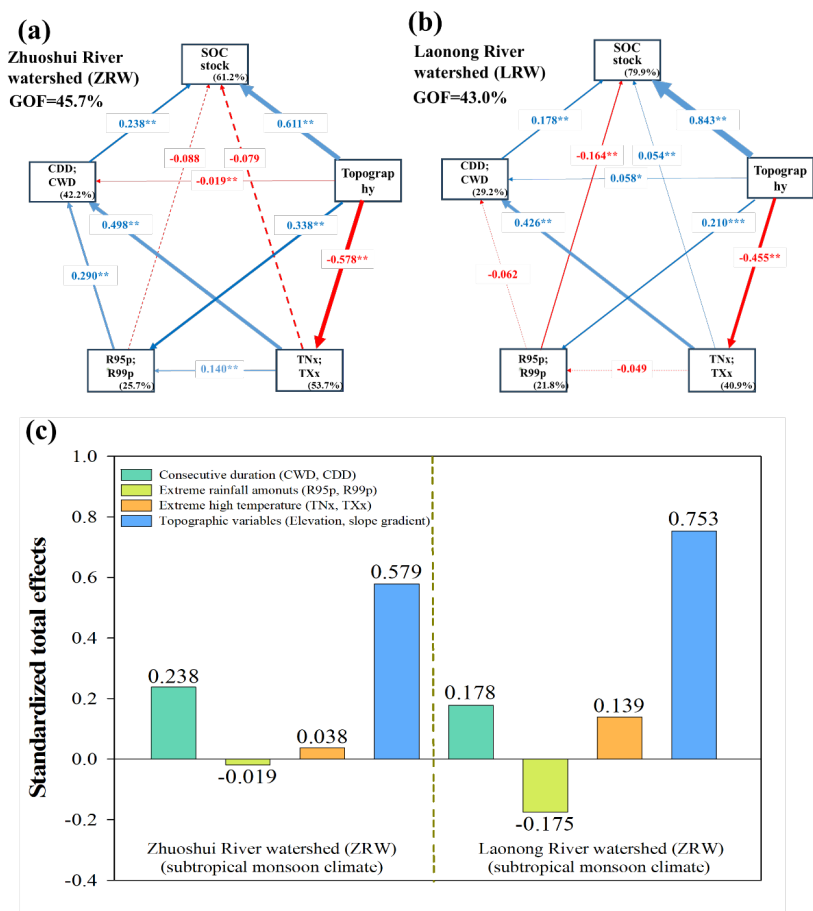 (a)
Zhuoshui River
watershed (ZRW)
GOF=45.7%
SOC
stock
(61.2%)
0.238**
0.611**
-0.088
-0.079
CDD;
CWD
(42.2%)
-0.019**
Topogra
phy
0.498**
0.338**
-0.578**
0.290**
R95p;
R99p
(25.7%)
0.140**
TNx;
TXx
(53.7%)
(b)
Laonong River
watershed (LRW)
GOF=43.0%
SOC
stock
(79.9%)
0.178**
0.843**
-0.164**
0.054**
CDD;
CWD
(29.2%)
0.058*
Topogra
phy
0.426**
0.210***
-0.455**
-0.062
R95p;
R99p
(21.8%)
-0.049
TNx;
TXx
(40.9%)
(c)
Standardized total effects
1.0
0.8
0.6
0.4
0.2
0.0
-0.2
-0.4
Consecutive duration (CWD, CDD)
Extreme rainfall amonuts (R95p, R99p)
Extreme high temperature (TNx, TXx)
Topographic variables (Elevation, slope gradient)
0.238
-0.019
0.038
0.579
0.178
-0.175
0.139
0.753
Zhuoshui River watershed (ZRW)
(subtropical monsoon climate)
Laonong River watershed (ZRW)
(subtropical monsoon climate)